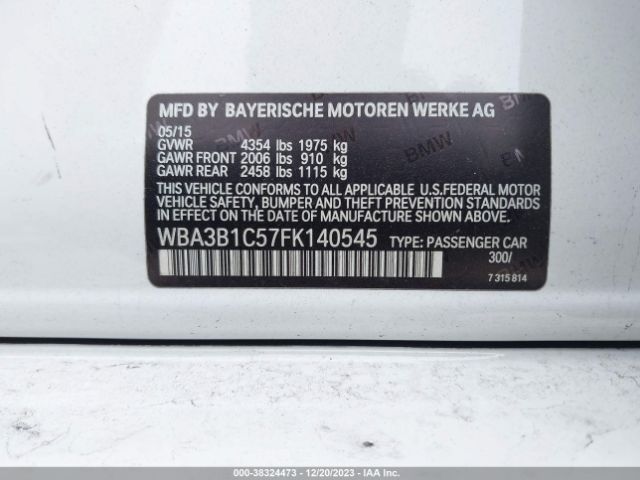 MFD BY BAYERISCHE MOTOREN WERKE AG
05/15
GVWR 4354 lbs 1975 kg
GAWR FRONT 2006 lbs 910 kg
GAWR REAR 2458 lbs 1115 kg
THIS VEHICLE CONFORMS TO ALL APPLICABLE U.S.FEDERAL MOTOR
VEHICLE SAFETY, BUMPER AND THEFT PREVENTION STANDARDS
IN EFFECT ON THE DATE OF MANUFACTURE SHOWN ABOVE.
WBA3B1C57FK140545 TYPE: PASSENGER CAR
300/
7 315 814
000-38324473 — 12/20/2023 — IAA Inc.